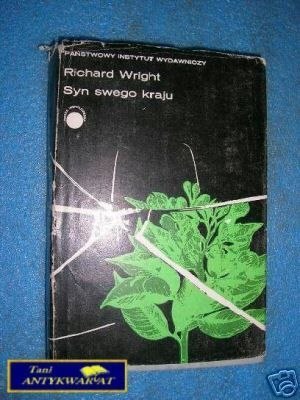 PAŃSTWOWY INSTYTUT WYDAWNICZY
Richard Wright
Syn swego kraju
Tani
ANTYKWARIAT